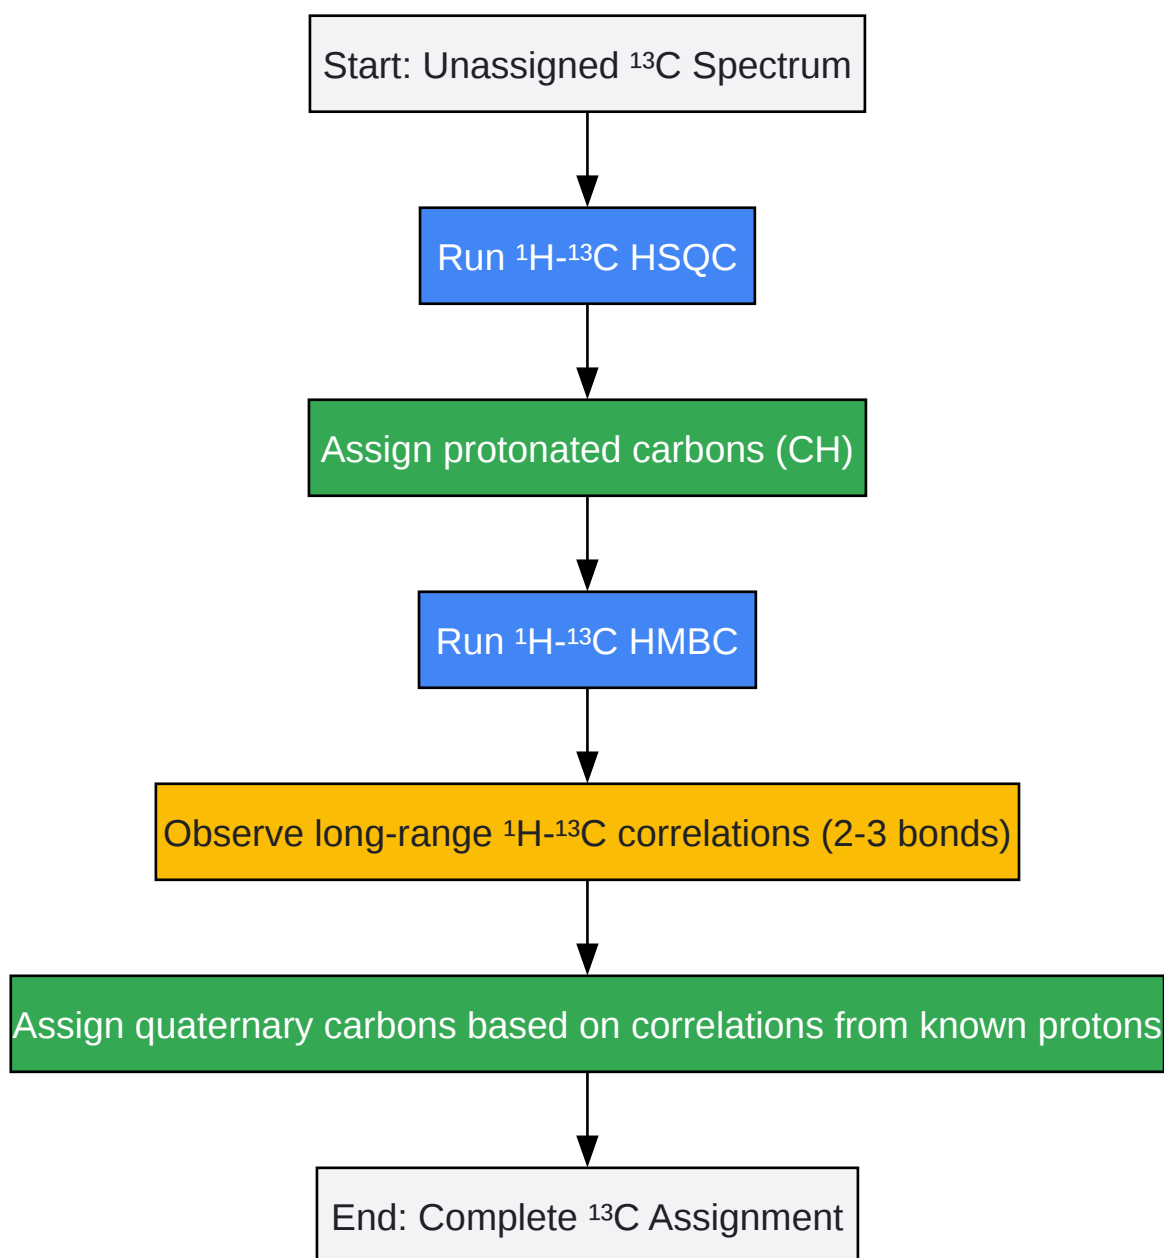 Start: Unassigned ¹³C Spectrum
Run ¹H-¹³C HSQC
Assign protonated carbons (CH)
Run ¹H-¹³C HMBC
Observe long-range ¹H-¹³C correlations (2-3 bonds)
Assign quaternary carbons based on correlations from known protons
End: Complete ¹³C Assignment